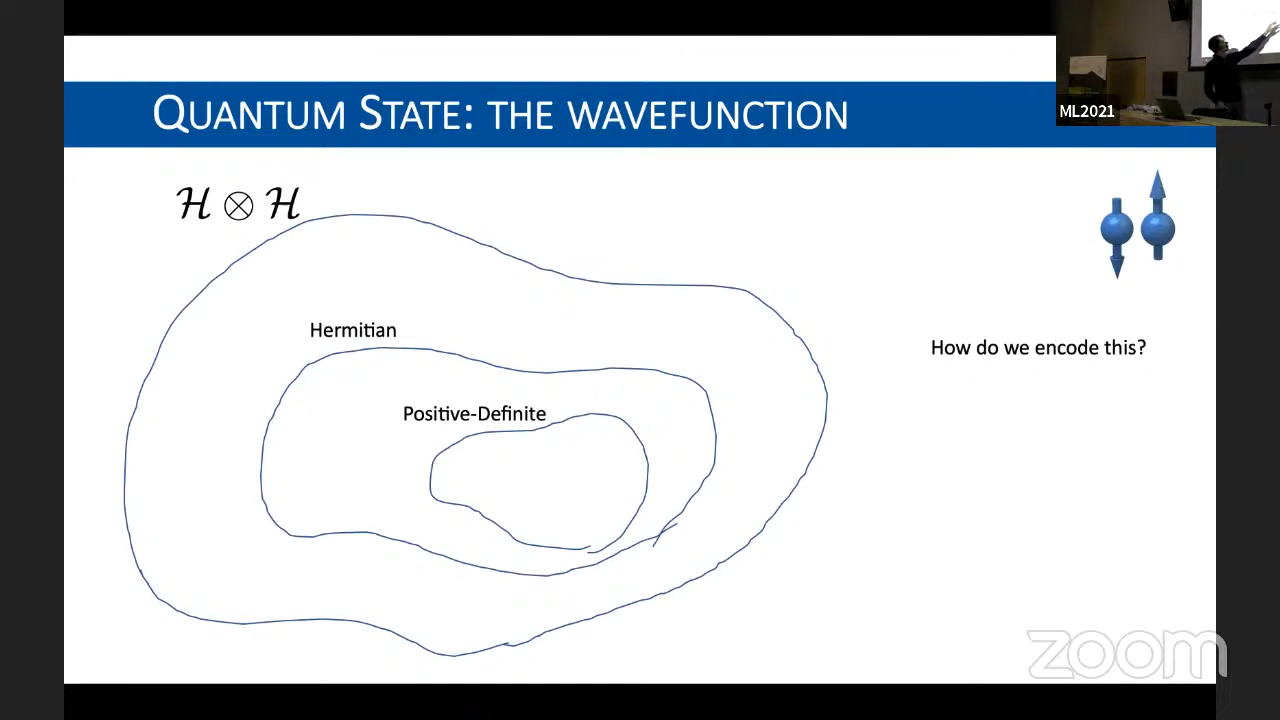 QUANTUM STATE: THE WAVEFUNCTION
ML2021
ℋ ⊗ ℋ
Hermitian
How do we encode this?
Positive-Definite
zoom